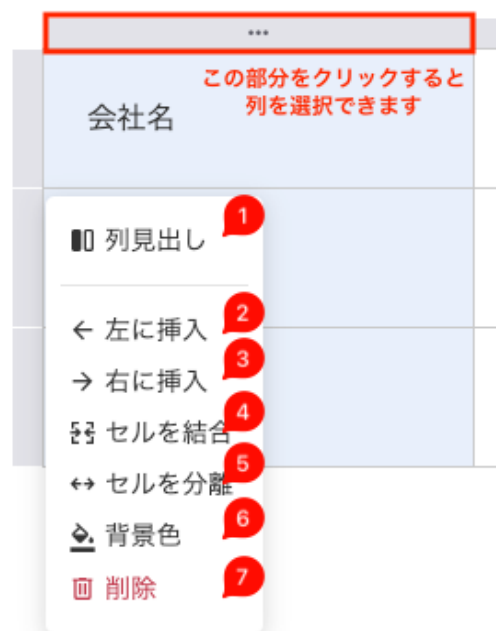 …
この部分をクリックすると
列を選択できます
会社名
1
列見出し
2
左に挿入
3
右に挿入
4
セルを結合
5
セルを分離
6
背景色
7
削除